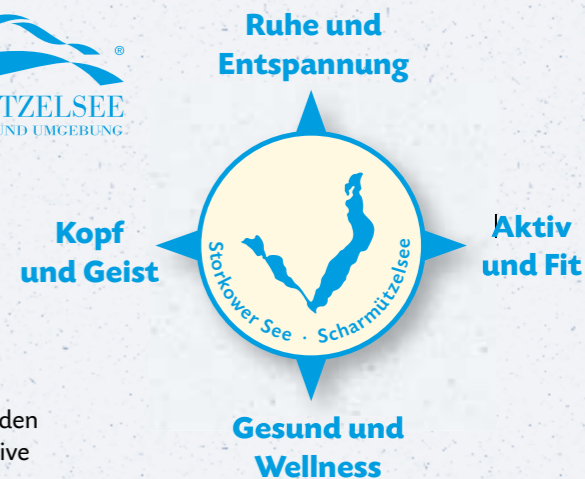 Ruhe und
Entspannung
®
TZELSEE
UND UMGEBUNG
Kopf
und Geist
Storkower See · Scharmützelsee
Aktiv
und Fit
den
ive
Gesund und
Wellness